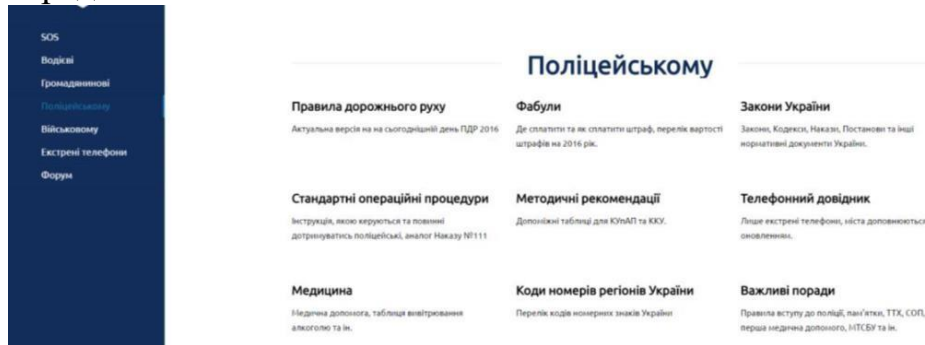 SOS
Водієві
Громадянинові
Поліцейському
Військовому
Екстрені телефони
Форум
Поліцейському
Правила дорожнього руху
Актуальна версія на на сьогоднішній день ПДР 2016
Фабули
Де сплатити та як сплатити штраф, перелік вартості
штрафів на 2016 рік.
Закони України
Закони, Кодекси, Накази, Постанови та інші
нормативні документи України.
Стандартні операційні процедури
Інструкція, якою керуються та повинні
дотримуватись поліцейські, аналог Наказу №111
Методичні рекомендації
Допоміжні таблиці для КУпАП та ККУ.
Телефонний довідник
Лише екстрені телефони, міста доповнюються
оновленням.
Медицина
Медична допомога, таблиця вивітрювання
алкоголю та ін.
Коди номерів регіонів України
Перелік кодів номерних знаків України
Важливі поради
Правила вступу до поліції, пам'ятки, ТТХ, СОП,
перша медична допомого, МТСБУ та ін.